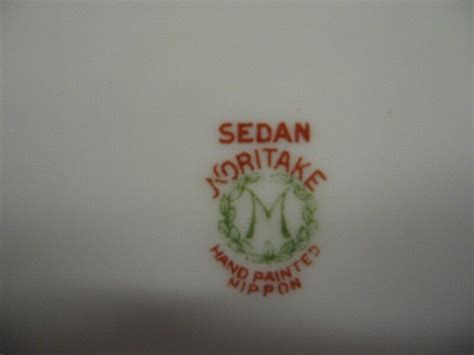 SEDAN
NORITAKE
M
HAND PAINTED
NIPPON